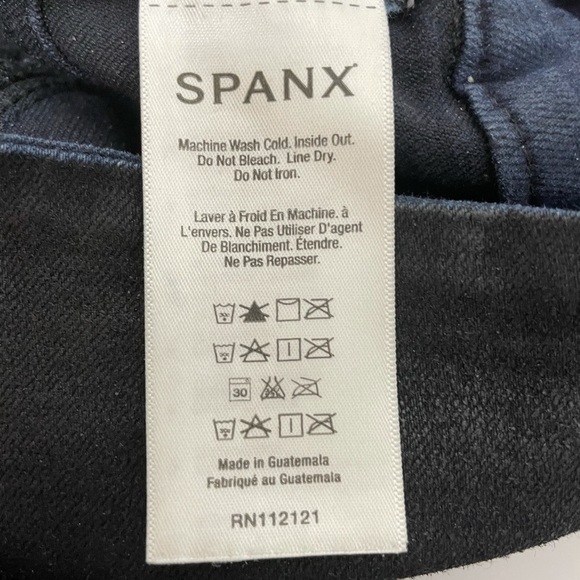 SPANX
Machine Wash Cold. Inside Out.
Do Not Bleach. Line Dry.
Do Not Iron.
Laver à Froid En Machine. à
L'envers. Ne Pas Utiliser D'agent
De Blanchiment. Étendre.
Ne Pas Repasser.
30
Made in Guatemala
Fabriqué au Guatemala
RN112121